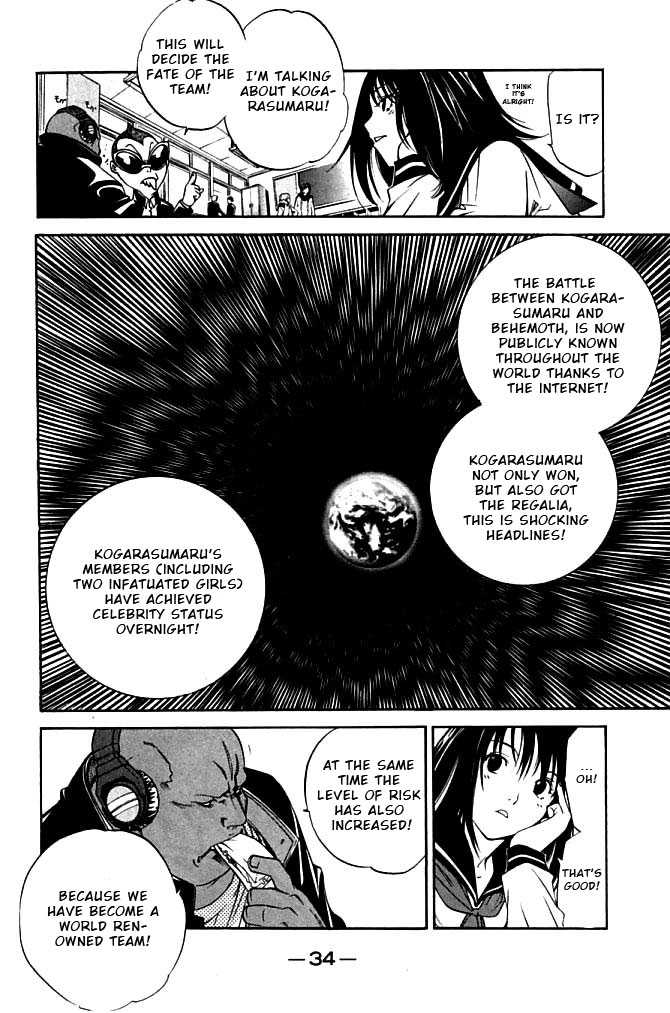 IS IT?
I THINK
IT'S
ALRIGHT!
I'M TALKING
ABOUT KOGA-
RASUMARU!
THIS WILL
DECIDE THE
FATE OF THE
TEAM!
THE BATTLE
BETWEEN KOGARA-
SUMARU AND
BEHEMOTH, IS NOW
PUBLICLY KNOWN
THROUGHOUT THE
WORLD THANKS TO
THE INTERNET!
KOGARASUMARU
NOT ONLY WON,
BUT ALSO GOT
THE REGALIA,
THIS IS SHOCKING
HEADLINES!
KOGARASUMARU'S
MEMBERS (INCLUDING
TWO INFATUATED GIRLS)
HAVE ACHIEVED
CELEBRITY STATUS
OVERNIGHT!
...
OH!
THAT'S
GOOD!
AT THE SAME
TIME THE
LEVEL OF RISK
HAS ALSO
INCREASED!
BECAUSE WE
HAVE BECOME A
WORLD REN-
OWNED TEAM!
—34—